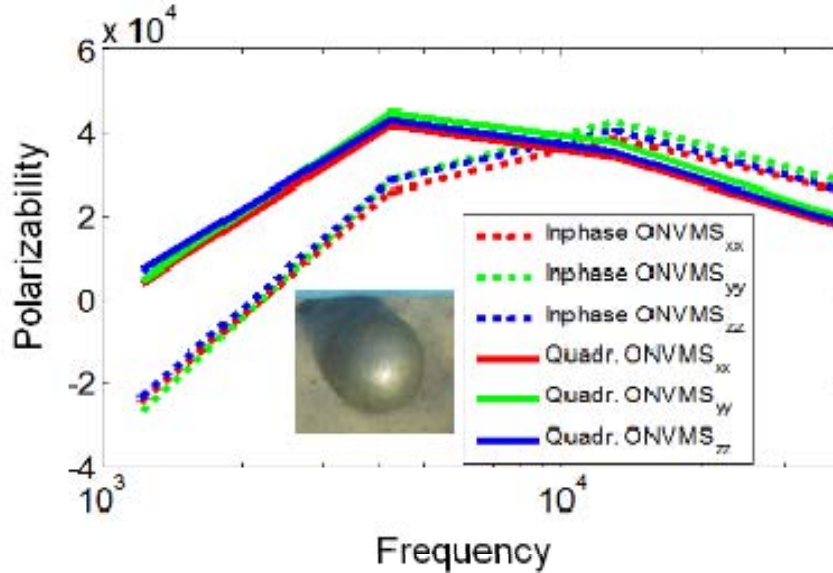 x 10⁴
6
4
2
0
-2
-4
Polarizability
10³
10⁴
Frequency
Inphase ONVMSxx
Inphase ONVMSyy
Inphase ONVMSzz
Quadr. ONVMSxx
Quadr. ONVMSyy
Quadr. ONVMSzz